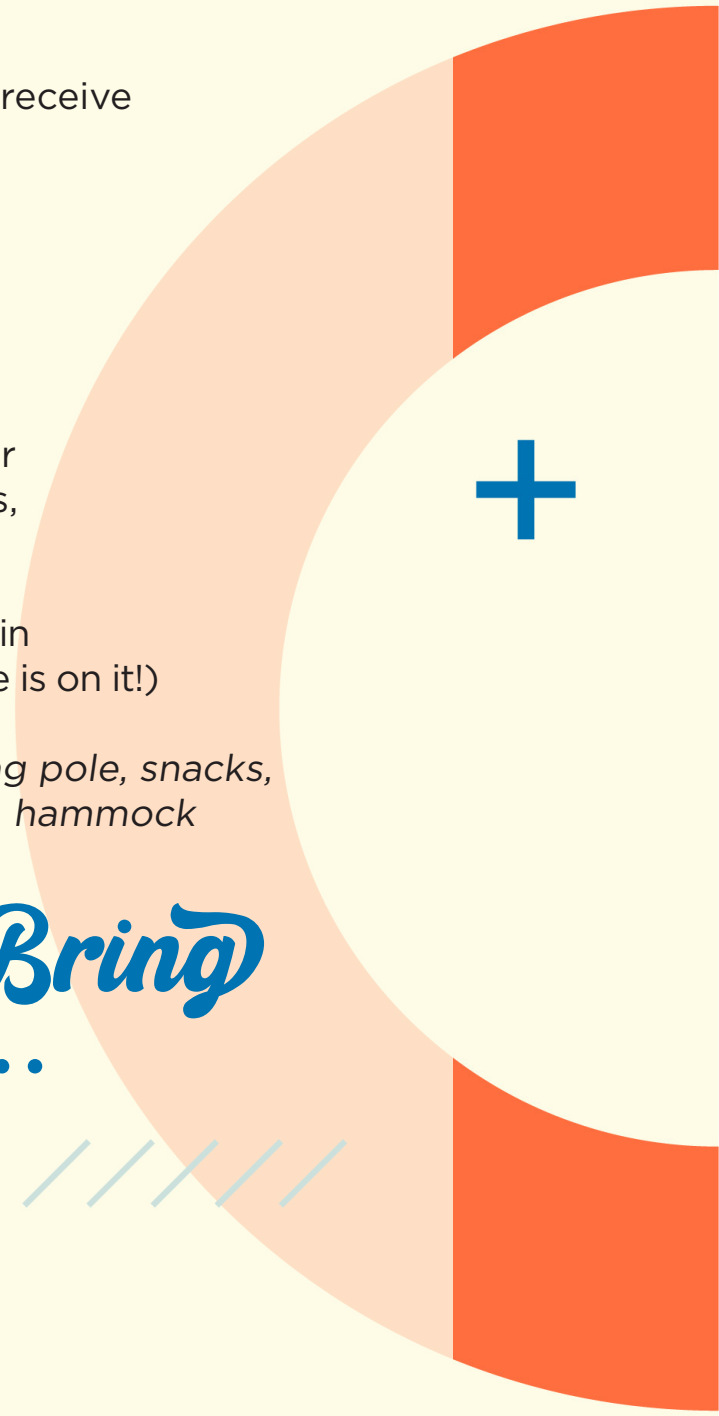 receive
r
s,
in
e is on it!)
g pole, snacks,
hammock
Bring
..